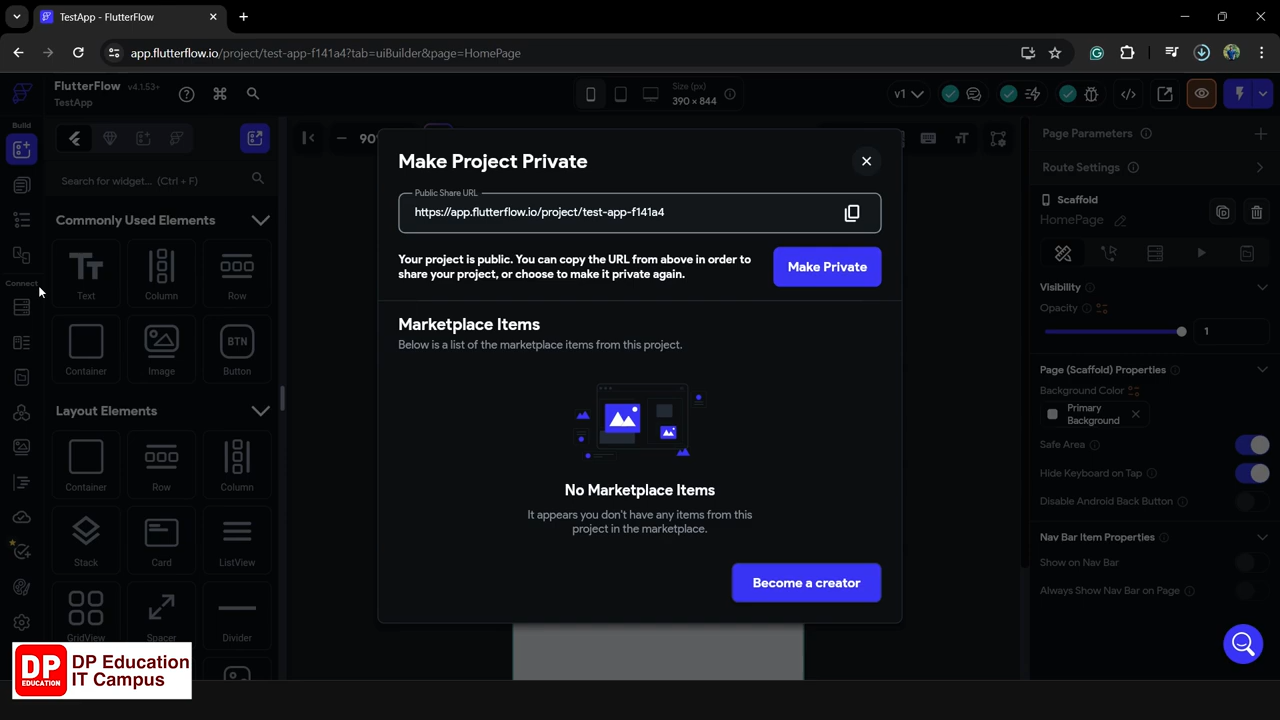 TestApp - FlutterFlow
app.flutterflow.io/project/test-app-f141a4?tab=uiBuilder&page=HomePage
FlutterFlow v4.1.53+
TestApp
Size (px)
390 × 844
v1
Build
90
Search for widget... (Ctrl + F)
Commonly Used Elements
Text
Column
Row
Connect
BTN
Container
Image
Button
Layout Elements
Container
Row
Column
Stack
Card
ListView
GridView
Spacer
Divider
Make Project Private
Public Share URL
https://app.flutterflow.io/project/test-app-f141a4
Your project is public. You can copy the URL from above in order to
share your project, or choose to make it private again.
Make Private
Marketplace Items
Below is a list of the marketplace items from this project.
No Marketplace Items
It appears you don't have any items from this
project in the marketplace.
Become a creator
Page Parameters
Route Settings
Scaffold
HomePage
Visibility
Opacity
1
Page (Scaffold) Properties
Background Color
Primary
Background
Safe Area
Hide Keyboard on Tap
Disable Android Back Button
Nav Bar Item Properties
Show on Nav Bar
Always Show Nav Bar on Page
DP
EDUCATION
DP Education
IT Campus